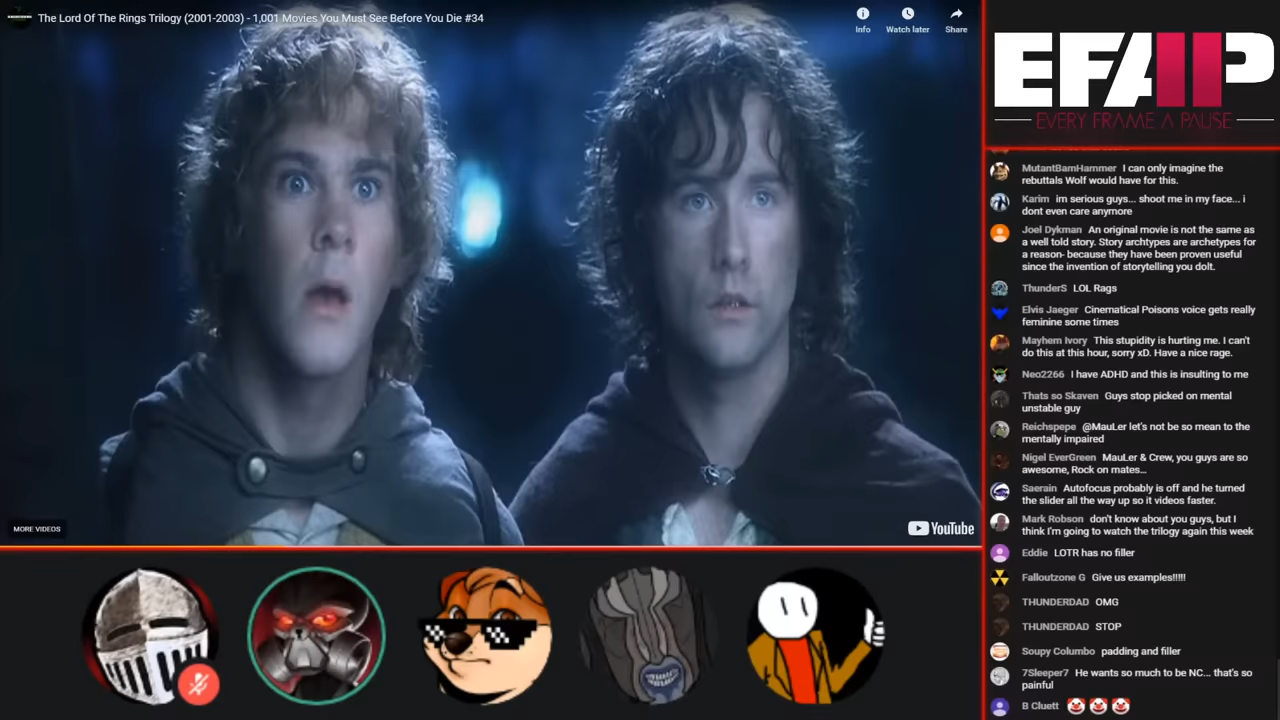 The Lord Of The Rings Trilogy (2001-2003) - 1,001 Movies You Must See Before You Die #34
Info
Watch later
Share
MORE VIDEOS
YouTube
EFAP
EVERY FRAME A PAUSE
MutantBamHammer I can only imagine the
rebuttals Wolf would have for this.
Karim im serious guys... shoot me in my face... i
dont even care anymore
Joel Dykman An original movie is not the same as
a well told story. Story archtypes are archetypes for
a reason- because they have been proven useful
since the invention of storytelling you dolt.
ThunderS LOL Rags
Elvis Jaeger Cinematical Poisons voice gets really
feminine some times
Mayhem Ivory This stupidity is hurting me. I can't
do this at this hour, sorry xD. Have a nice rage.
Neo2266 I have ADHD and this is insulting to me
Thats so Skaven Guys stop picked on mental
unstable guy
Reichspepe @MauLer let's not be so mean to the
mentally impaired
Nigel EverGreen MauLer & Crew, you guys are so
awesome, Rock on mates...
Saerain Autofocus probably is off and he turned
the slider all the way up so it videos faster.
Mark Robson don't know about you guys, but I
think I'm going to watch the trilogy again this week
Eddie LOTR has no filler
Falloutzone G Give us examples!!!!!
THUNDERDAD OMG
THUNDERDAD STOP
Soupy Columbo padding and filler
7Sleeper7 He wants so much to be NC... that's so
painful
B Cluett